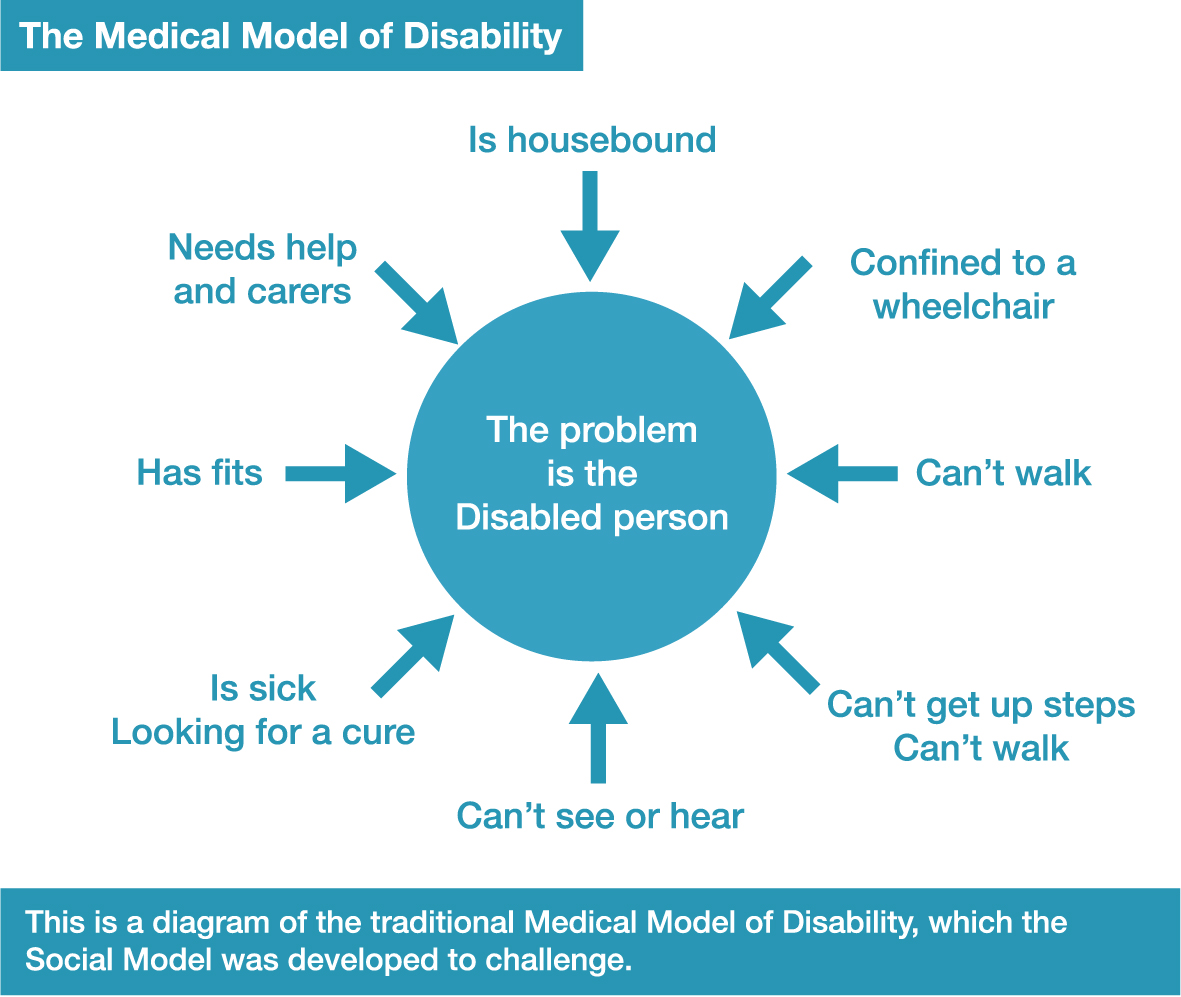 The Medical Model of Disability
Is housebound
Needs help
and carers
Confined to a
wheelchair
The problem
is the
Disabled person
Has fits
Can’t walk
Is sick
Looking for a cure
Can’t get up steps
Can’t walk
Can’t see or hear
This is a diagram of the traditional Medical Model of Disability, which the
Social Model was developed to challenge.